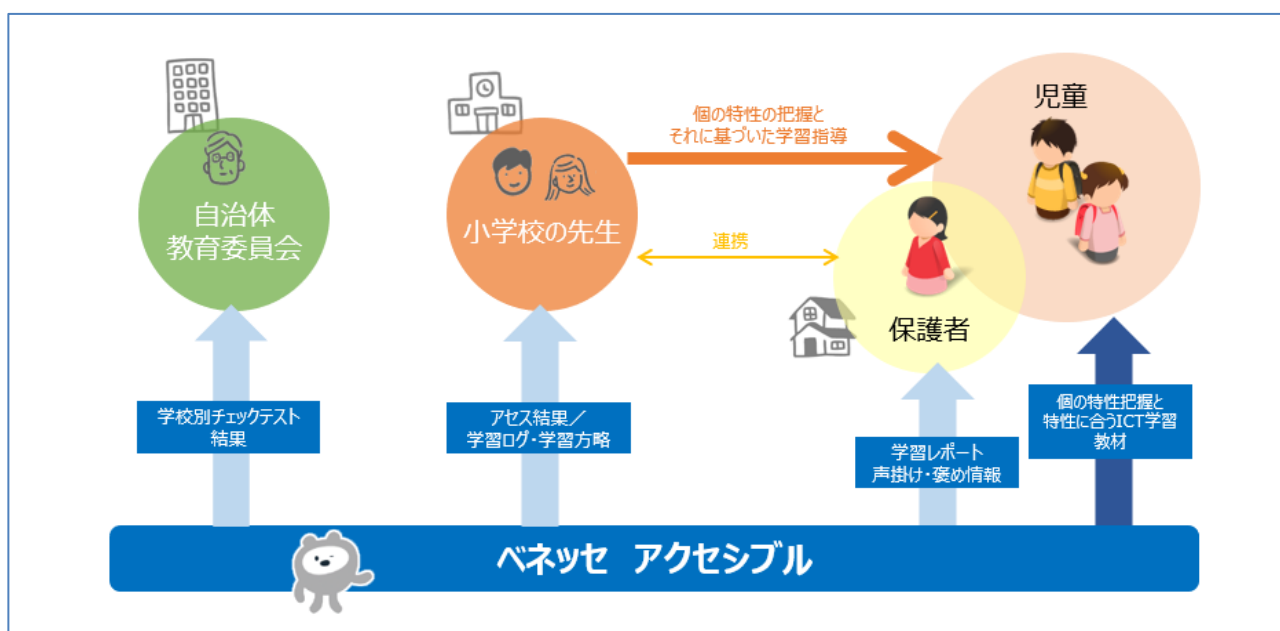 児童
個の特性の把握と
それに基づいた学習指導
自治体
教育委員会
小学校の先生
連携
保護者
学校別チェックテスト
結果
アセス結果／
学習ログ・学習方略
学習レポート
声掛け・褒め情報
個の特性把握と
特性に合うICT学習
教材
ベネッセ アクセシブル